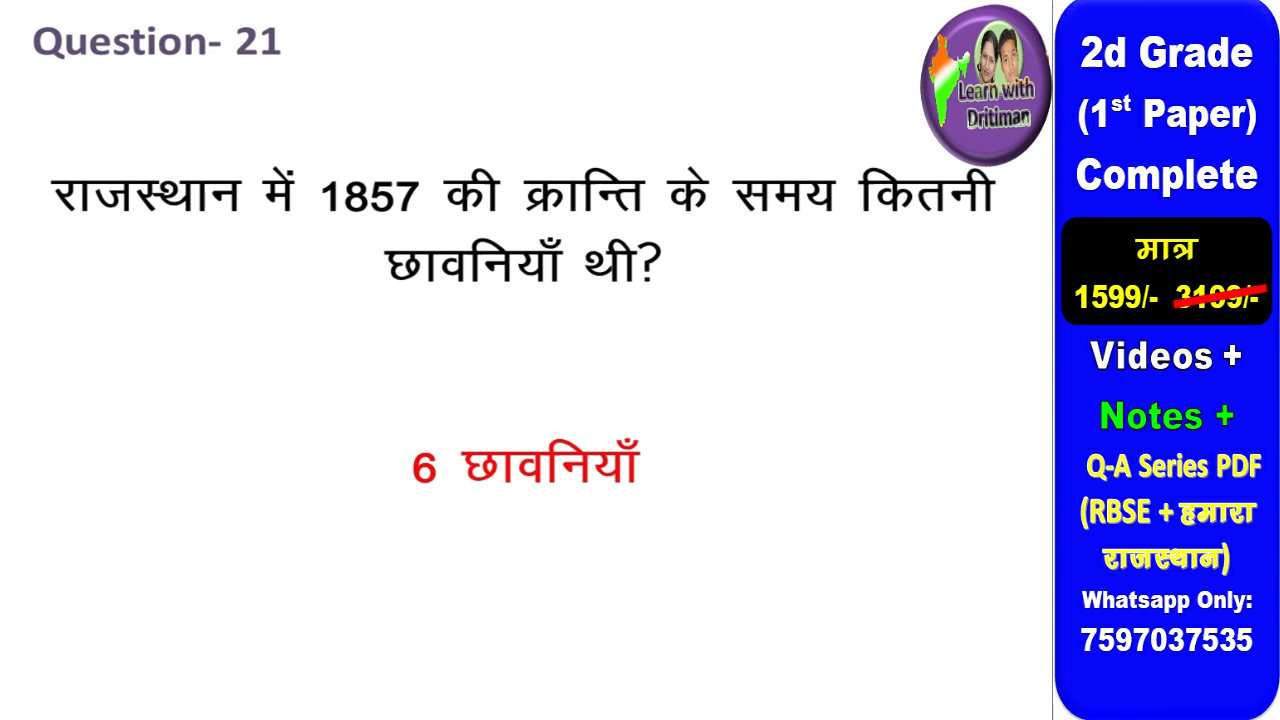 Question- 21
Learn with
Dritiman
राजस्थान में 1857 की क्रान्ति के समय कितनी
छावनियाँ थी?
6 छावनियाँ
2d Grade
(1st Paper)
Complete
मात्र
1599/- 3199/-
Videos +
Notes +
Q-A Series PDF
(RBSE + हमारा
राजस्थान)
Whatsapp Only:
7597037535